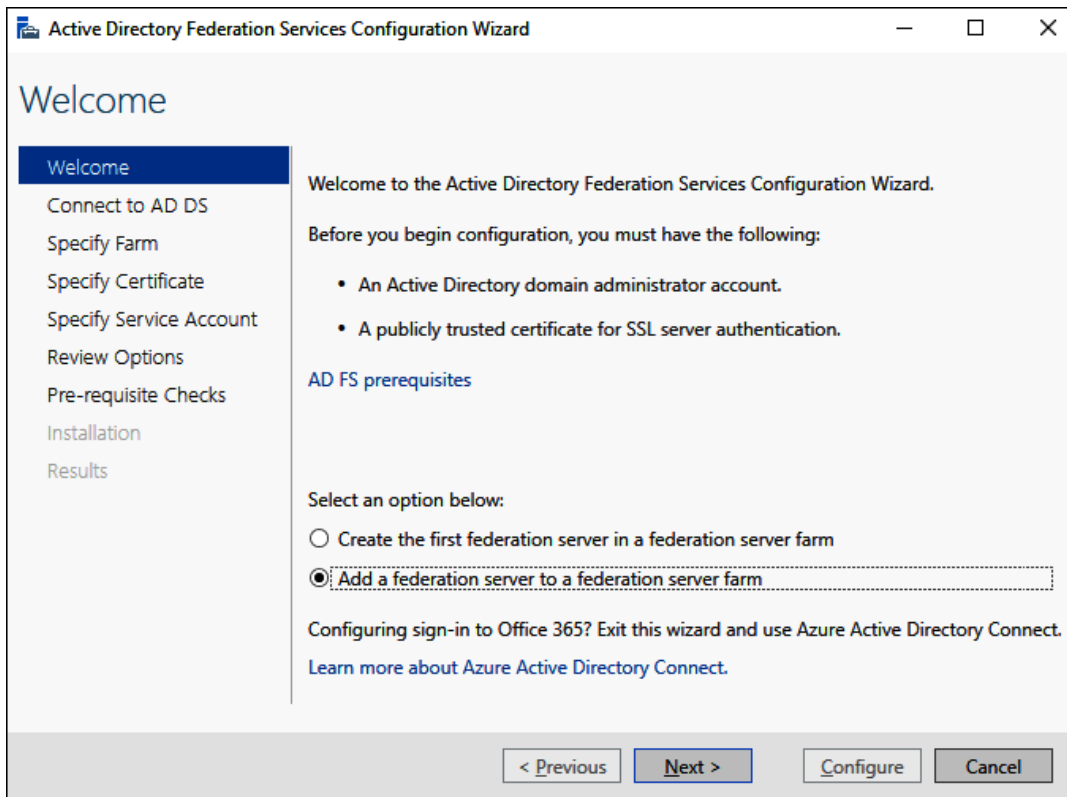 Active Directory Federation Services Configuration Wizard
Welcome
Welcome
Connect to AD DS
Specify Farm
Specify Certificate
Specify Service Account
Review Options
Pre-requisite Checks
Installation
Results
Welcome to the Active Directory Federation Services Configuration Wizard.
Before you begin configuration, you must have the following:
• An Active Directory domain administrator account.
• A publicly trusted certificate for SSL server authentication.
AD FS prerequisites
Select an option below:
Create the first federation server in a federation server farm
Add a federation server to a federation server farm
Configuring sign-in to Office 365? Exit this wizard and use Azure Active Directory Connect.
Learn more about Azure Active Directory Connect.
< Previous Next > Configure Cancel